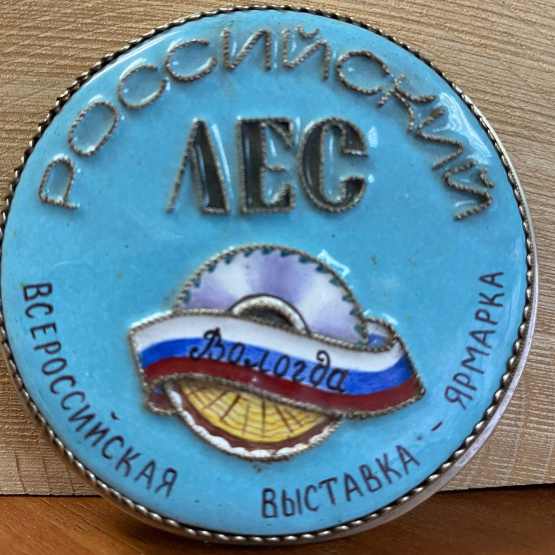 РОССИЙСКИЙ
ЛЕС
Вологда
ВСЕРОССИЙСКАЯ ВЫСТАВКА - ЯРМАРКА